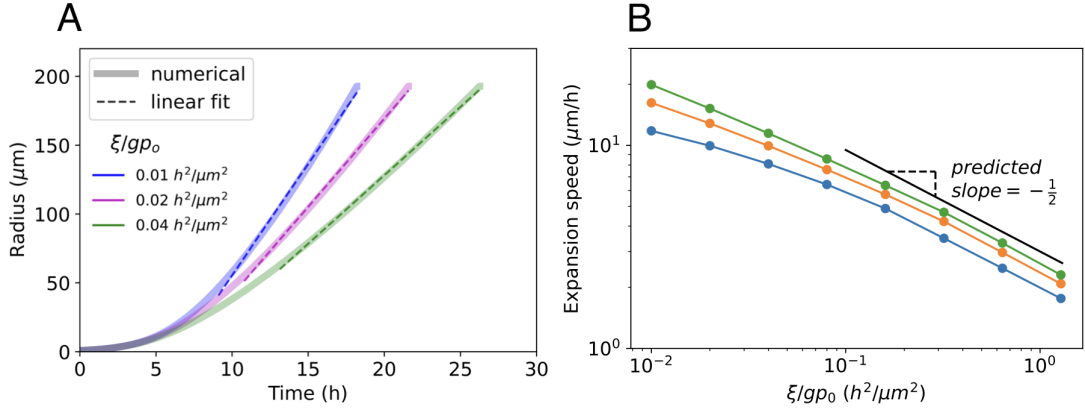 A
200
150
100
50
0
Radius (μm)
0
5
10
15
20
25
30
Time (h)
numerical
linear fit
ξ/gpₒ
0.01 h²/μm²
0.02 h²/μm²
0.04 h²/μm²
B
10¹
10⁰
Expansion speed (μm/h)
10⁻²
10⁻¹
10⁰
ξ/gp₀ (h²/μm²)
predicted
slope = −½